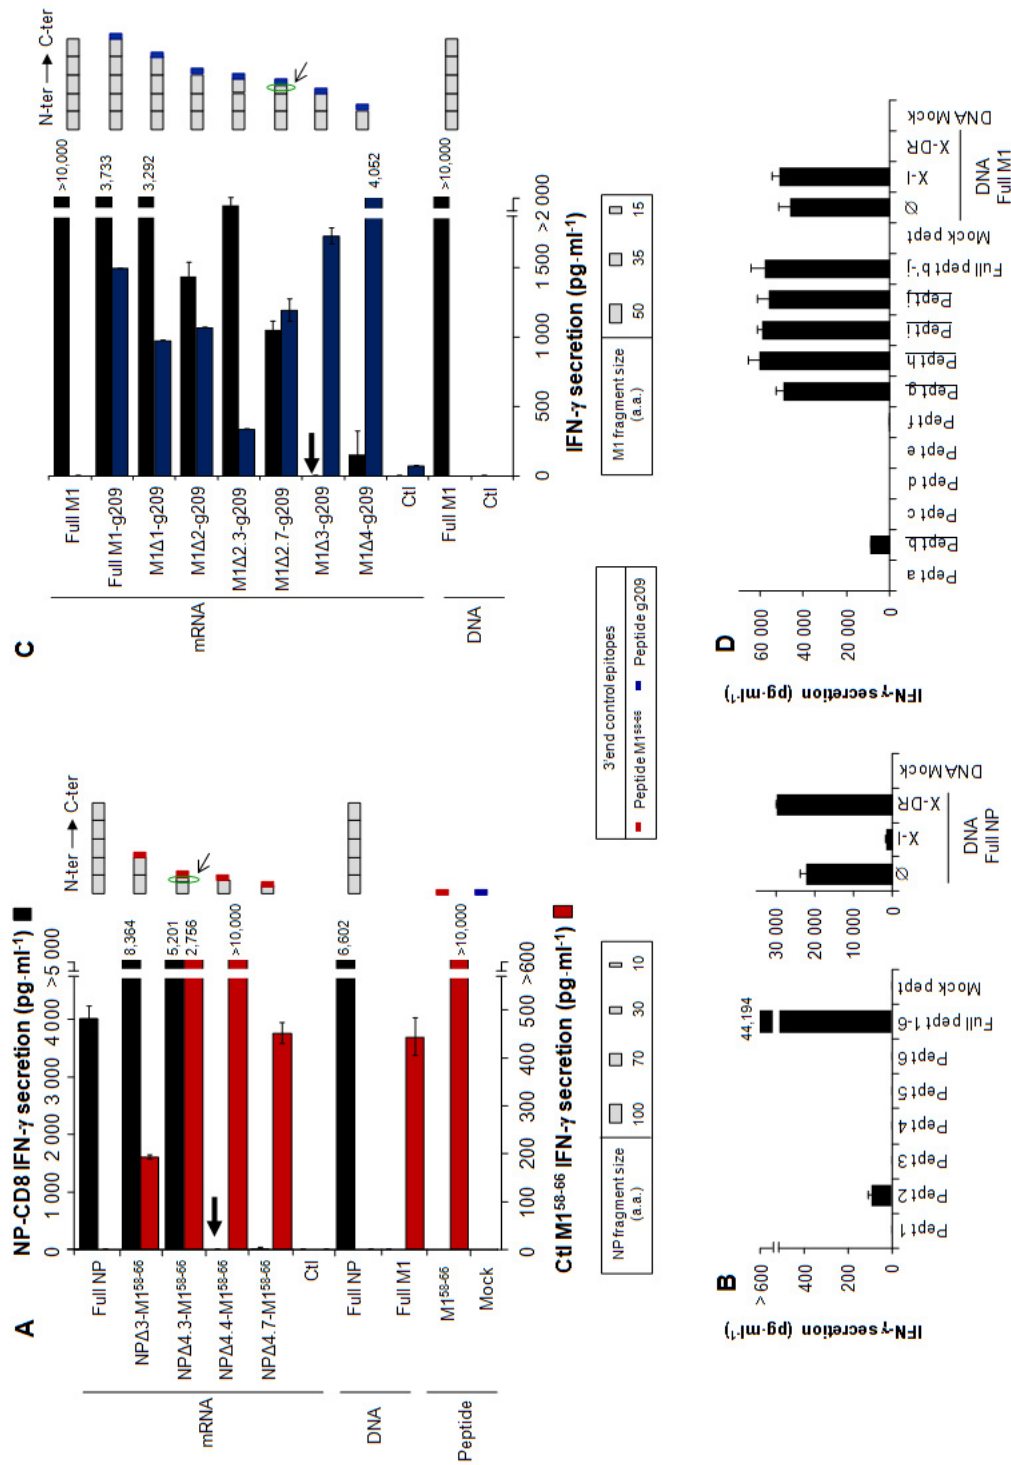 A
NP-CD8 IFN-γ secretion (pg·ml-1)
0 1 000 2 000 3 000 4 000 >5 000
N-ter → C-ter
mRNA
Full NP
NPΔ3-M158-66
8,364
NPΔ4.3-M158-66
5,201
2,756
NPΔ4.4-M158-66
>10,000
NPΔ4.7-M158-66
Ctl
DNA
Full NP
6,602
Full M1
Peptide
M158-66
>10,000
Mock
0 100 200 300 400 500 >600
Ctl M158-66 IFN-γ secretion (pg·ml-1)
NP fragment size
(a.a.)
100 70 30 10
C
N-ter → C-ter
mRNA
Full M1
>10,000
Full M1-g209
3,733
M1Δ1-g209
3,292
M1Δ2-g209
M1Δ2.3-g209
M1Δ2.7-g209
M1Δ3-g209
M1Δ4-g209
4,052
Ctl
DNA
Full M1
>10,000
Ctl
0 500 1 000 1 500 >2 000
IFN-γ secretion (pg·ml-1)
M1 fragment size
(a.a.)
50 35 15
3'end control epitopes
Peptide M158-66 Peptide g209
B
IFN-γ secretion (pg·ml-1)
>600
400
200
0
44,194
Pept 1
Pept 2
Pept 3
Pept 4
Pept 5
Pept 6
Full pept 1-6
Mock pept
30 000
20 000
10 000
0
Ø
X-I
X-DR
DNA Mock
DNA
Full NP
D
IFN-γ secretion (pg·ml-1)
60 000
40 000
20 000
0
Pept a
Pept b
Pept c
Pept d
Pept e
Pept f
Pept g
Pept h
Pept i
Pept j
Full pept b'-j
Mock pept
Ø
X-I
X-DR
DNA Mock
DNA
Full M1